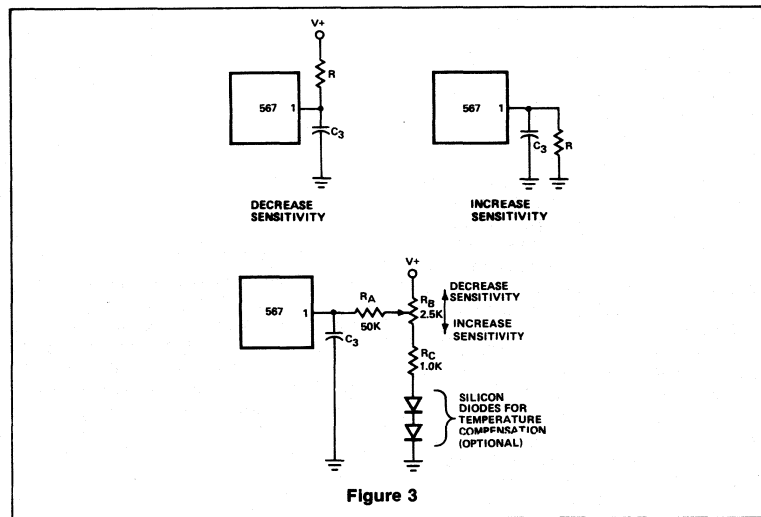 V+
R
567 1
C3
DECREASE
SENSITIVITY
567 1
C3
R
INCREASE
SENSITIVITY
V+
567 1
RA
50K
C3
RB
2.5K
DECREASE
SENSITIVITY
INCREASE
SENSITIVITY
RC
1.0K
SILICON
DIODES FOR
TEMPERATURE
COMPENSATION
(OPTIONAL)
Figure 3